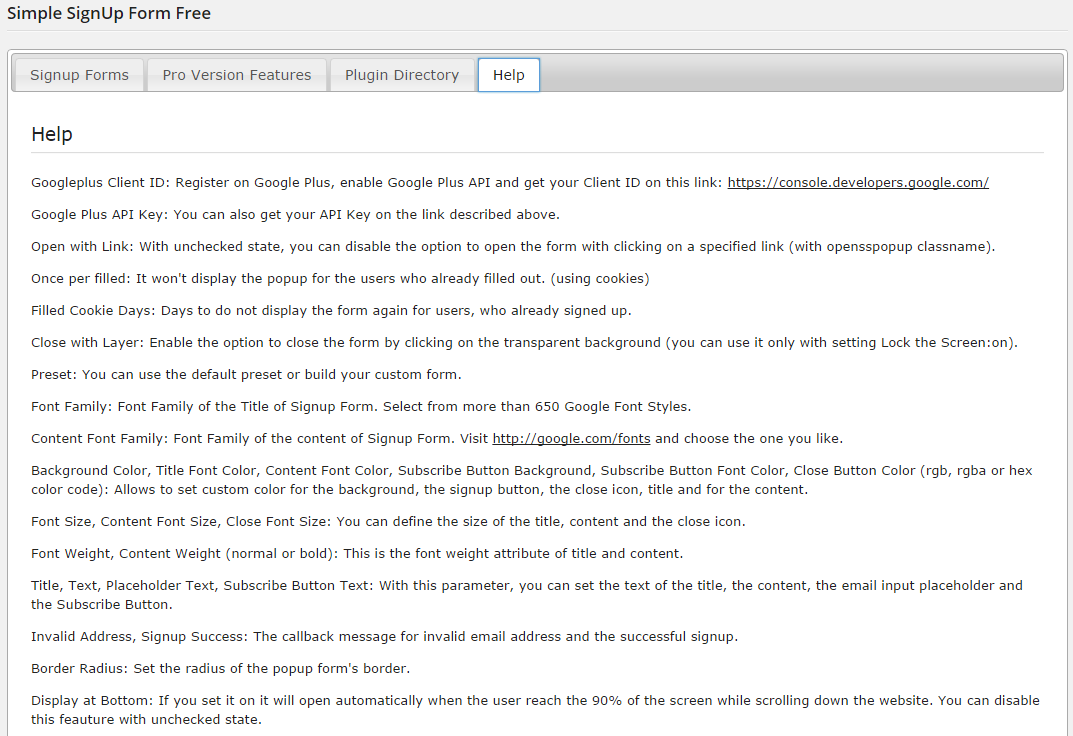 Simple SignUp Form Free
Signup Forms Pro Version Features Plugin Directory Help
Help
Googleplus Client ID: Register on Google Plus, enable Google Plus API and get your Client ID on this link: https://console.developers.google.com/
Google Plus API Key: You can also get your API Key on the link described above.
Open with Link: With unchecked state, you can disable the option to open the form with clicking on a specified link (with opensspopup classname).
Once per filled: It won't display the popup for the users who already filled out. (using cookies)
Filled Cookie Days: Days to do not display the form again for users, who already signed up.
Close with Layer: Enable the option to close the form by clicking on the transparent background (you can use it only with setting Lock the Screen:on).
Preset: You can use the default preset or build your custom form.
Font Family: Font Family of the Title of Signup Form. Select from more than 650 Google Font Styles.
Content Font Family: Font Family of the content of Signup Form. Visit http://google.com/fonts and choose the one you like.
Background Color, Title Font Color, Content Font Color, Subscribe Button Background, Subscribe Button Font Color, Close Button Color (rgb, rgba or hex
color code): Allows to set custom color for the background, the signup button, the close icon, title and for the content.
Font Size, Content Font Size, Close Font Size: You can define the size of the title, content and the close icon.
Font Weight, Content Weight (normal or bold): This is the font weight attribute of title and content.
Title, Text, Placeholder Text, Subscribe Button Text: With this parameter, you can set the text of the title, the content, the email input placeholder and
the Subscribe Button.
Invalid Address, Signup Success: The callback message for invalid email address and the successful signup.
Border Radius: Set the radius of the popup form's border.
Display at Bottom: If you set it on it will open automatically when the user reach the 90% of the screen while scrolling down the website. You can disable
this feauture with unchecked state.